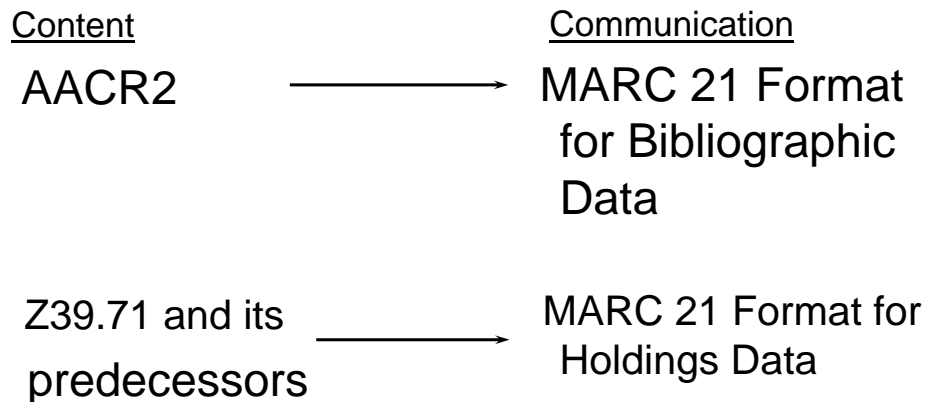 Content
Communication
AACR2
MARC 21 Format
for Bibliographic
Data
Z39.71 and its
predecessors
MARC 21 Format for
Holdings Data